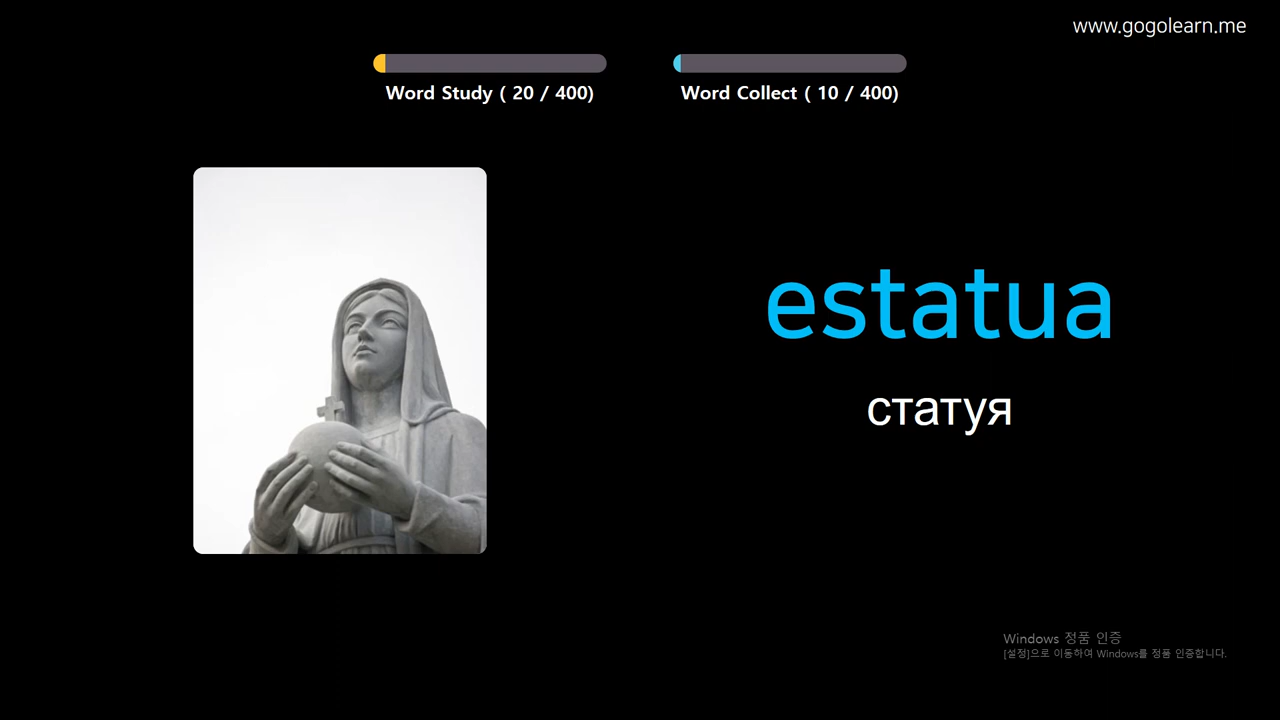 www.gogolearn.me
Word Study ( 20 / 400)
Word Collect ( 10 / 400)
estatua
статуя
Windows 정품 인증
[설정]으로 이동하여 Windows를 정품 인증합니다.